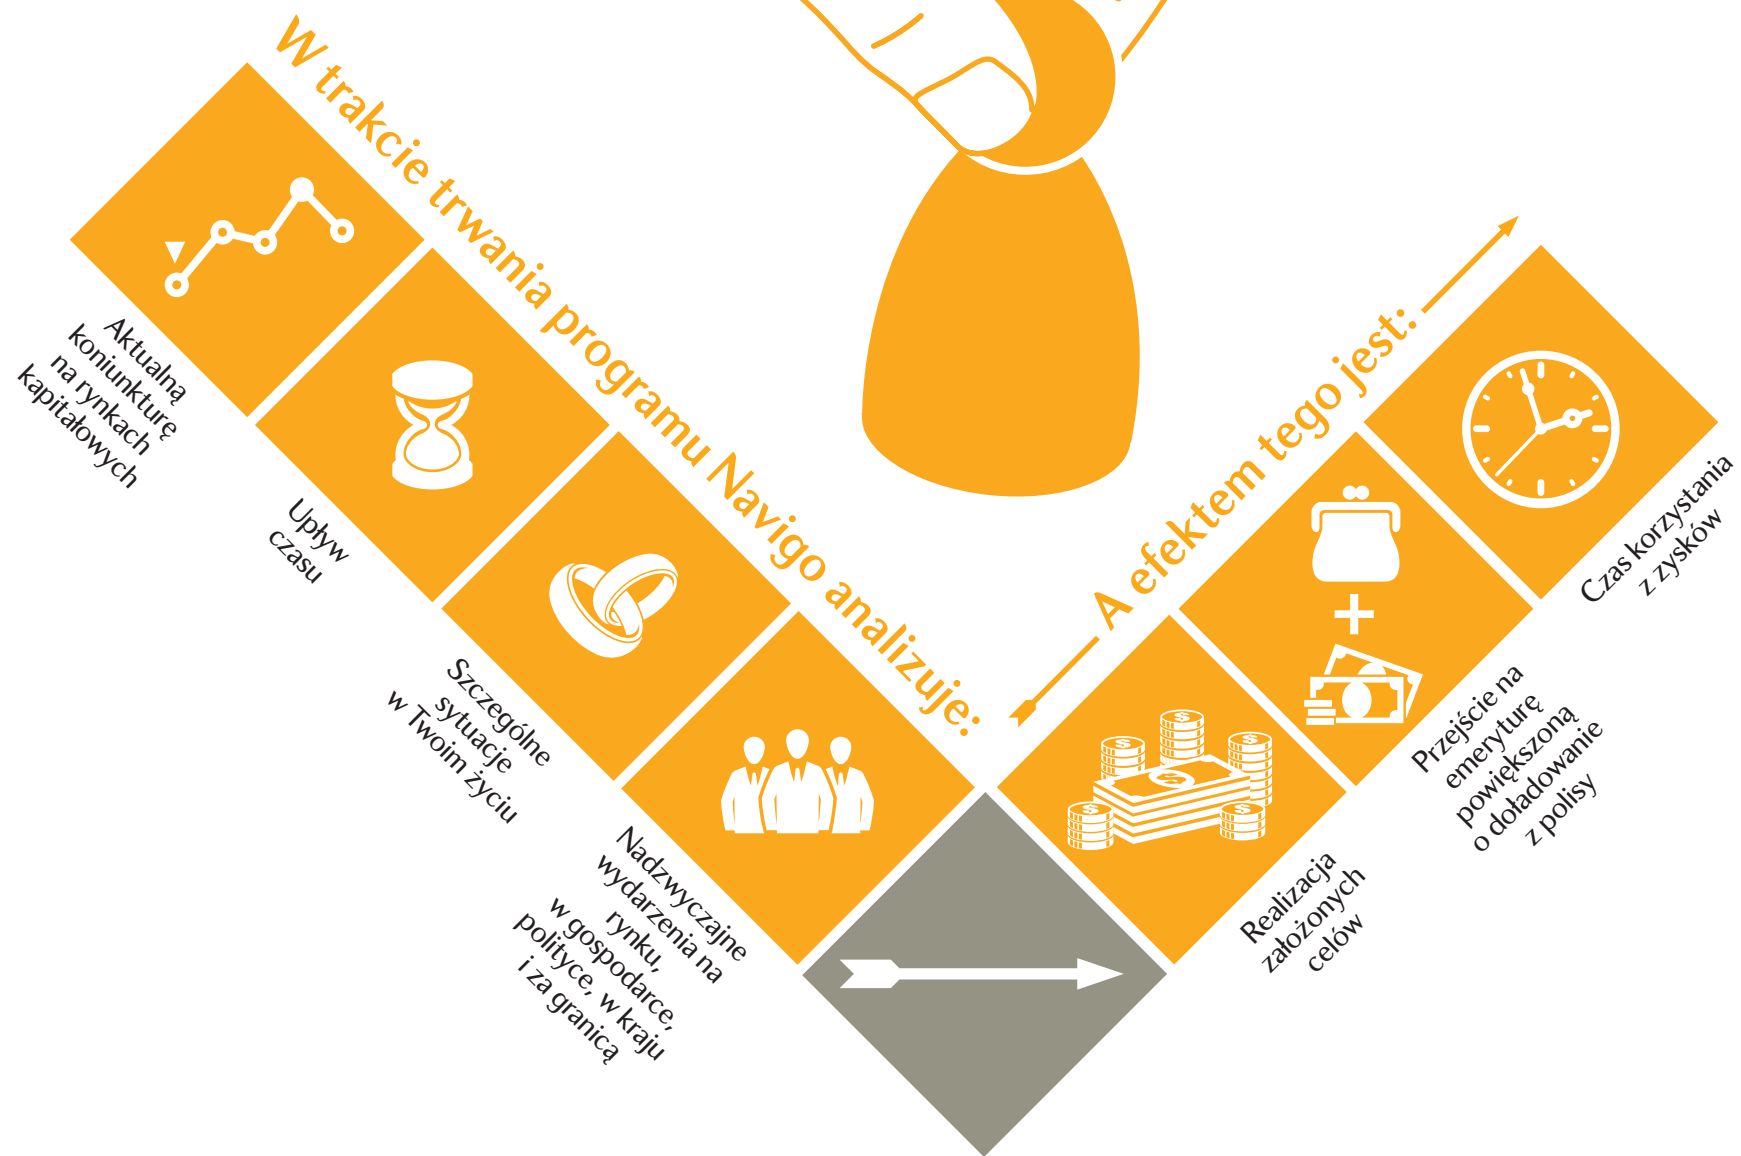 W trakcie trwania programu Navigo analizuje:
Aktualną
koniunkturę
na rynkach
kapitałowych
Upływ
czasu
Szczególne
sytuacje
w Twoim życiu
Nadzwyczajne
wydarzenia na
rynku,
w gospodarce,
polityce, w kraju
i za granicą
A efektem tego jest:
Realizacja
założonych
celów
Przejście na
emeryturę
powiększoną
o doładowanie
z polisy
Czas korzystania
z zysków